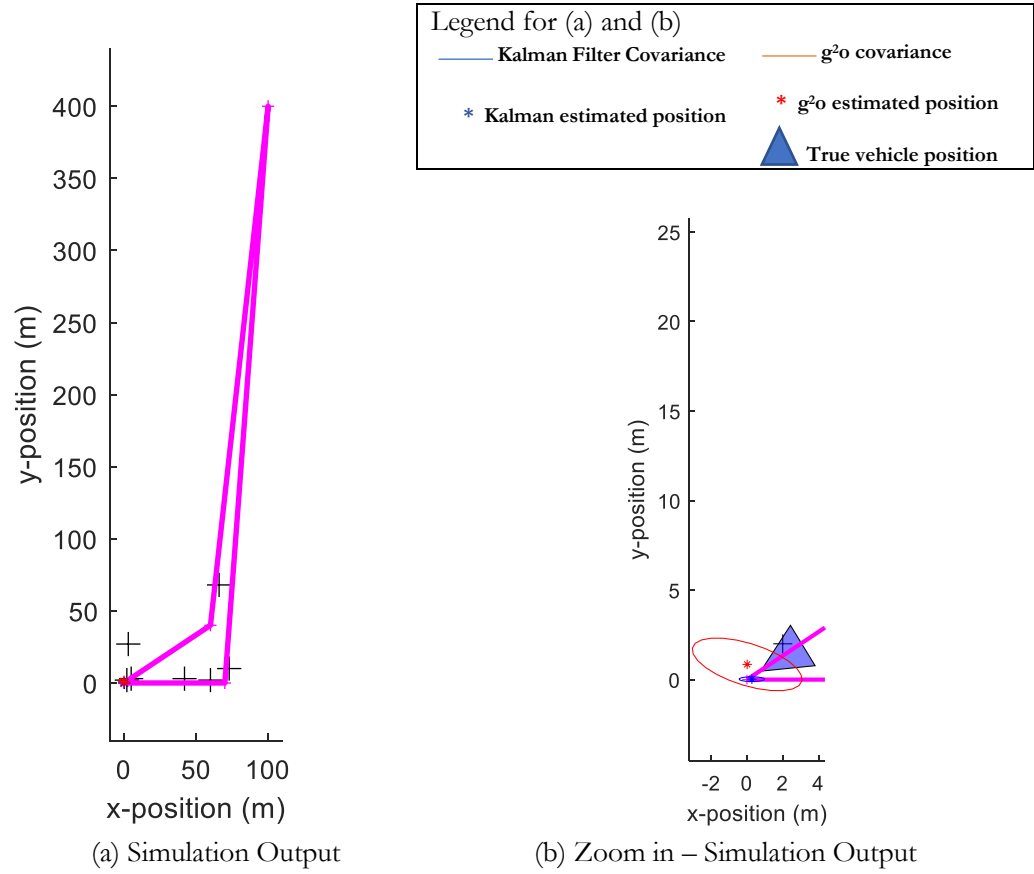 Legend for (a) and (b)
Kalman Filter Covariance
g²o covariance
* Kalman estimated position
* g²o estimated position
True vehicle position
400
350
300
250
200
150
100
50
0
y-position (m)
0 50 100
x-position (m)
(a) Simulation Output
25
20
15
10
5
0
y-position (m)
-2 0 2 4
x-position (m)
(b) Zoom in – Simulation Output